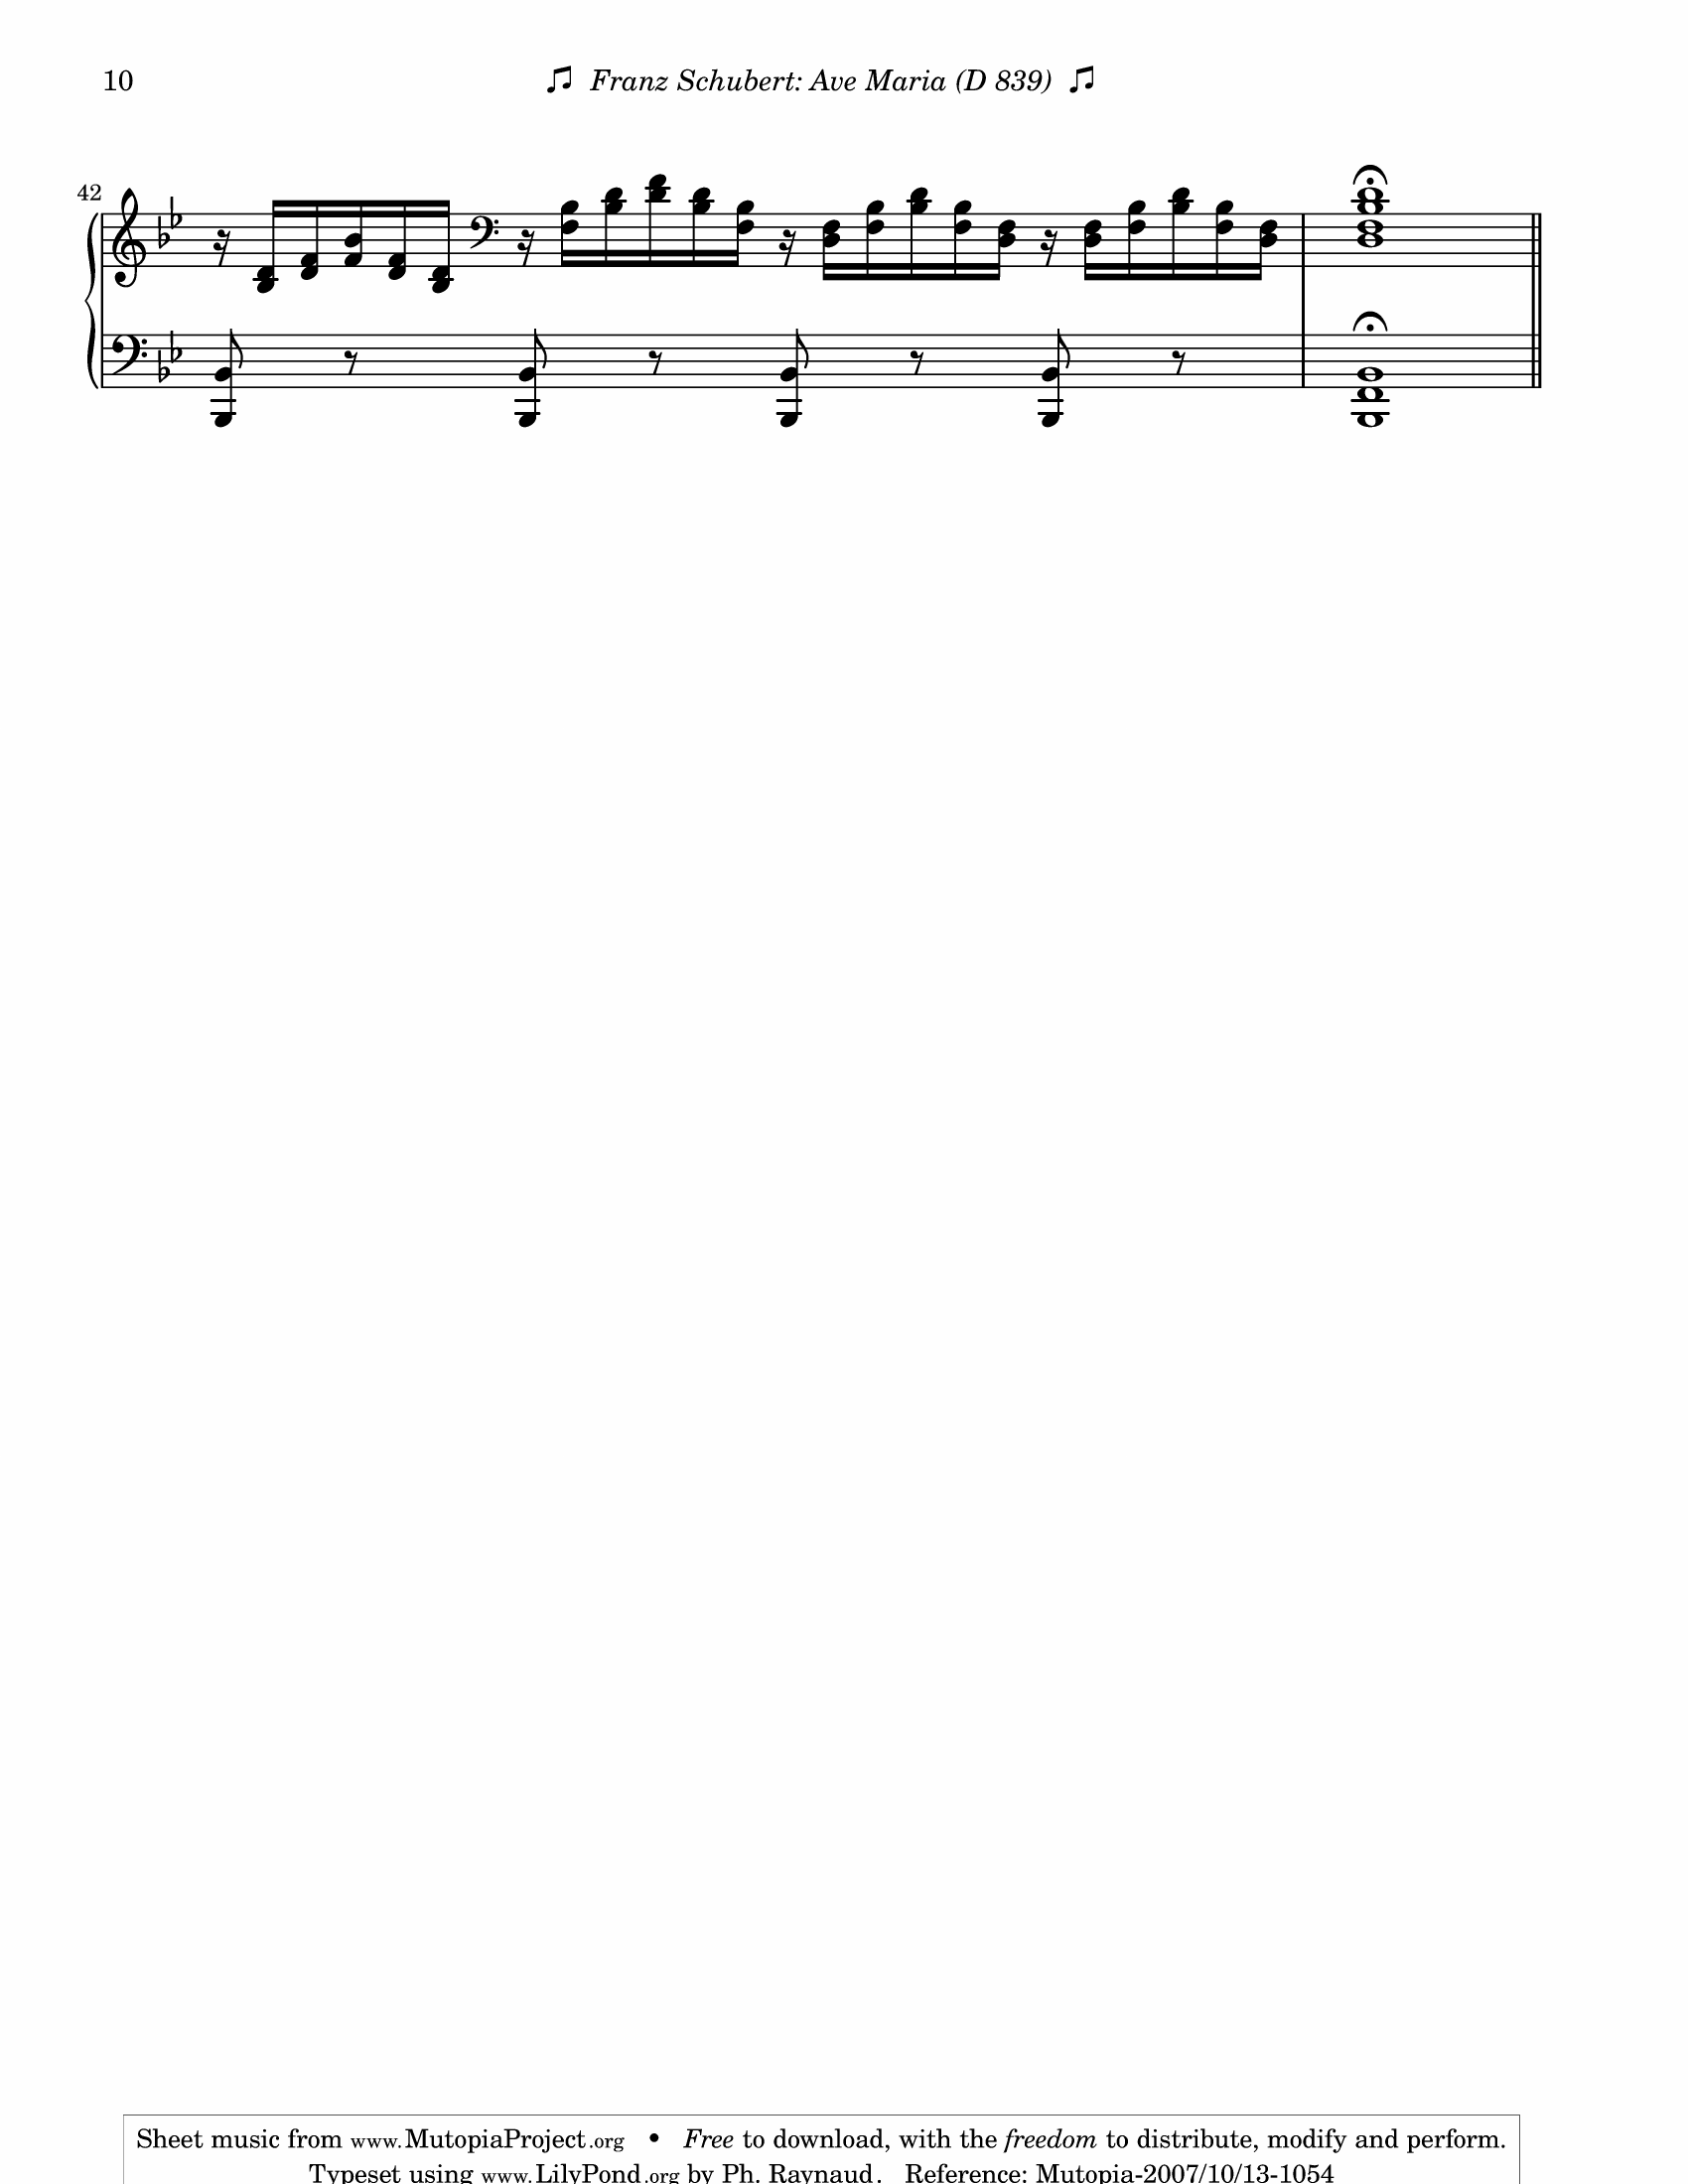 10
Franz Schubert: Ave Maria (D 839)
42
Sheet music from www.MutopiaProject.org • Free to download, with the freedom to distribute, modify and perform.
Typeset using www.LilyPond.org by Ph. Raynaud. Reference: Mutopia-2007/10/13-1054